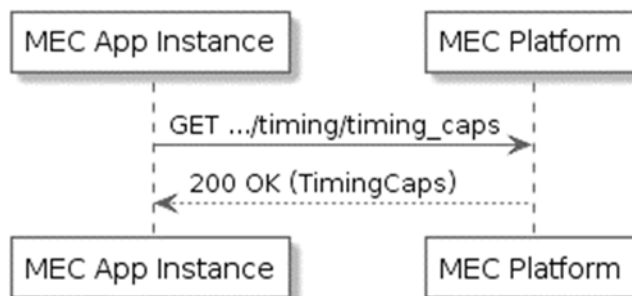 MEC App Instance
MEC Platform
GET .../timing/timing_caps
200 OK (TimingCaps)
MEC App Instance
MEC Platform